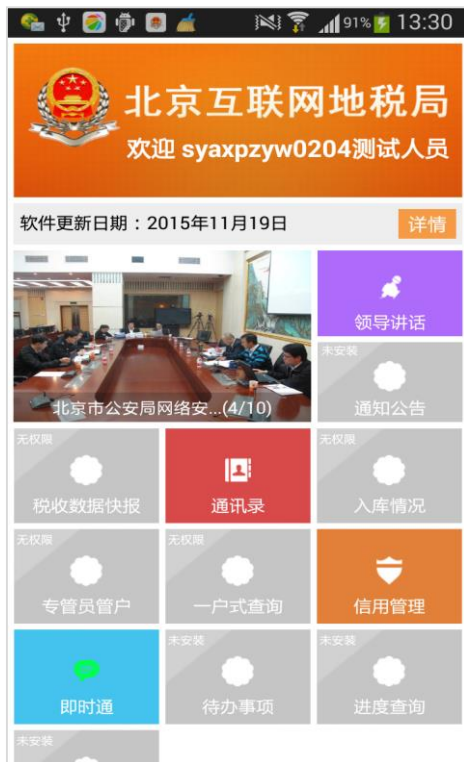 91% 13:30
北京互联网地税局
欢迎 syaxpzyw0204测试人员
软件更新日期：2015年11月19日
详情
北京市公安局网络安...(4/10)
领导讲话
未安装
通知公告
无权限
税收数据快报
通讯录
无权限
入库情况
无权限
专管员管户
无权限
一户式查询
信用管理
即时通
未安装
待办事项
未安装
进度查询
未安装